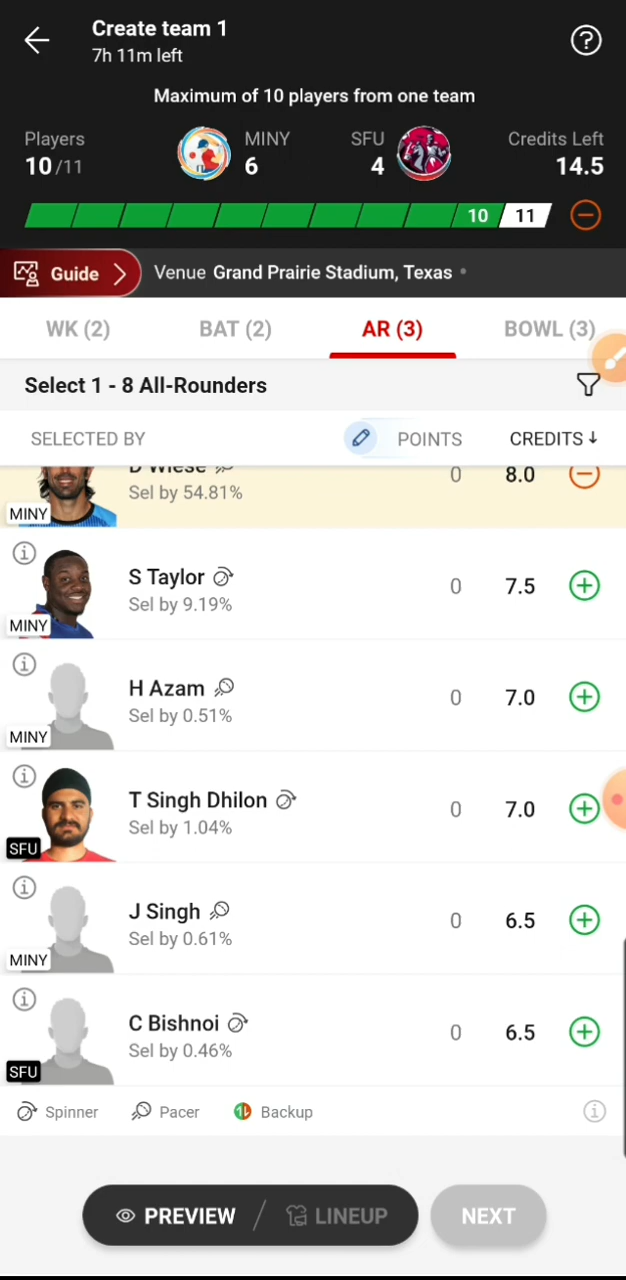 Create team 1
7h 11m left
Maximum of 10 players from one team
Players MINY SFU Credits Left
10/11 6 4 14.5
10 11
Guide Venue Grand Prairie Stadium, Texas
WK (2) BAT (2) AR (3) BOWL (3)
Select 1 - 8 All-Rounders
SELECTED BY POINTS CREDITS ↓
D Wiese 0 8.0
Sel by 54.81%
MINY
S Taylor 0 7.5
Sel by 9.19%
MINY
H Azam 0 7.0
Sel by 0.51%
MINY
T Singh Dhilon 0 7.0
Sel by 1.04%
SFU
J Singh 0 6.5
Sel by 0.61%
MINY
C Bishnoi 0 6.5
Sel by 0.46%
SFU
Spinner Pacer Backup
PREVIEW / LINEUP NEXT